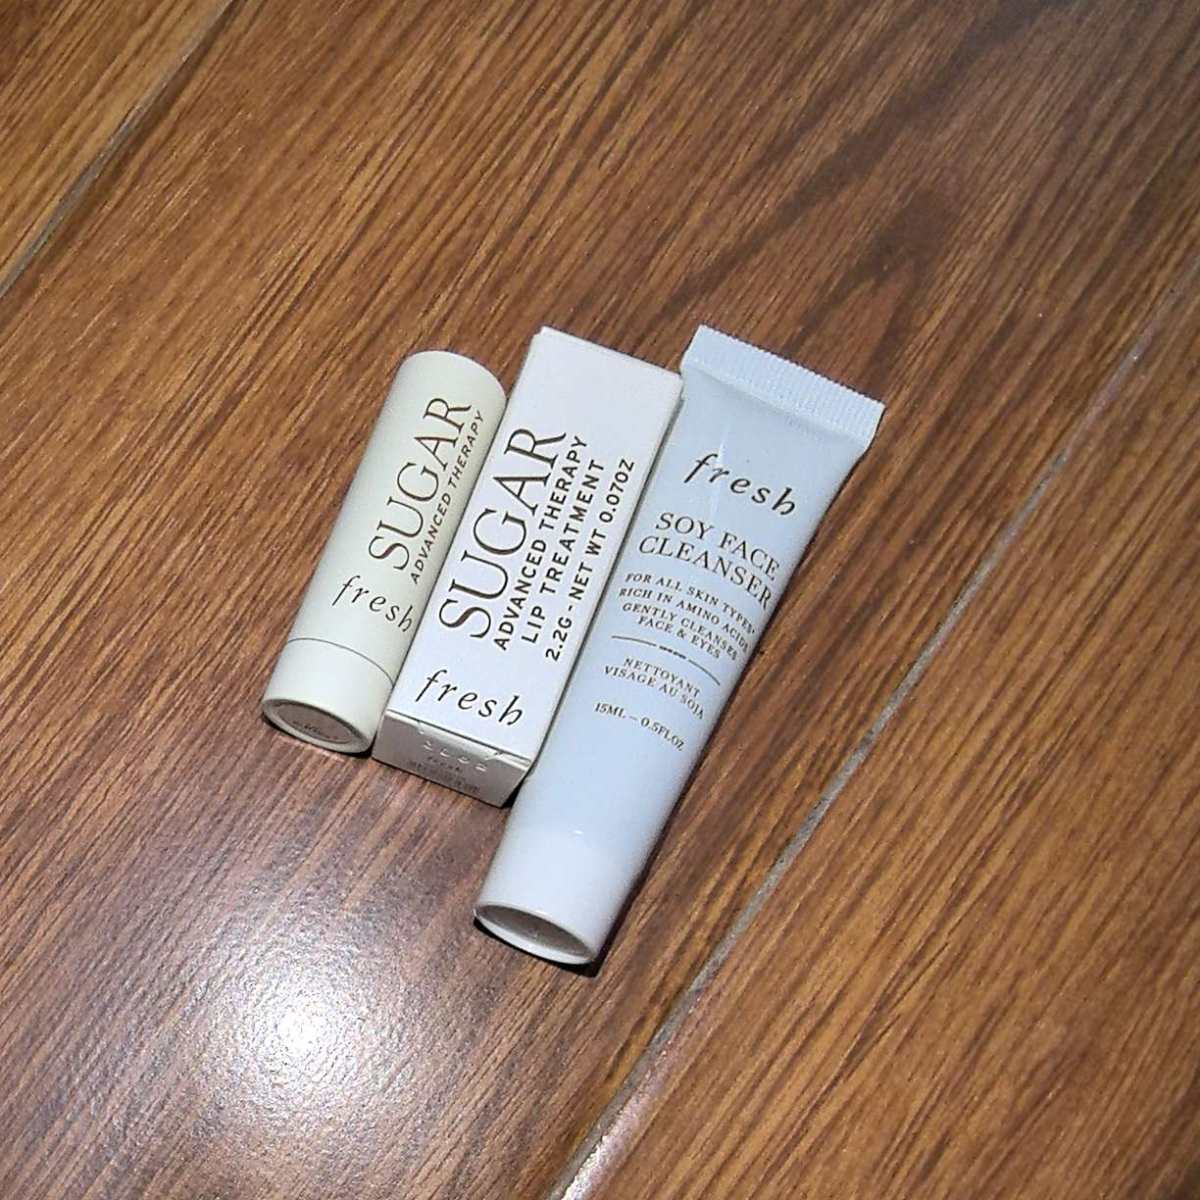 SUGAR
ADVANCED THERAPY
fresh
SUGAR
ADVANCED THERAPY
LIP TREATMENT
2.2G - NET WT 0.07OZ
fresh
fresh
SOY FACE
CLEANSER
FOR ALL SKIN TYPES*
RICH IN AMINO ACIDS
GENTLY CLEANSES
FACE & EYES
NETTOYANT
VISAGE AU SOJA
15ML - 0.5FL.OZ